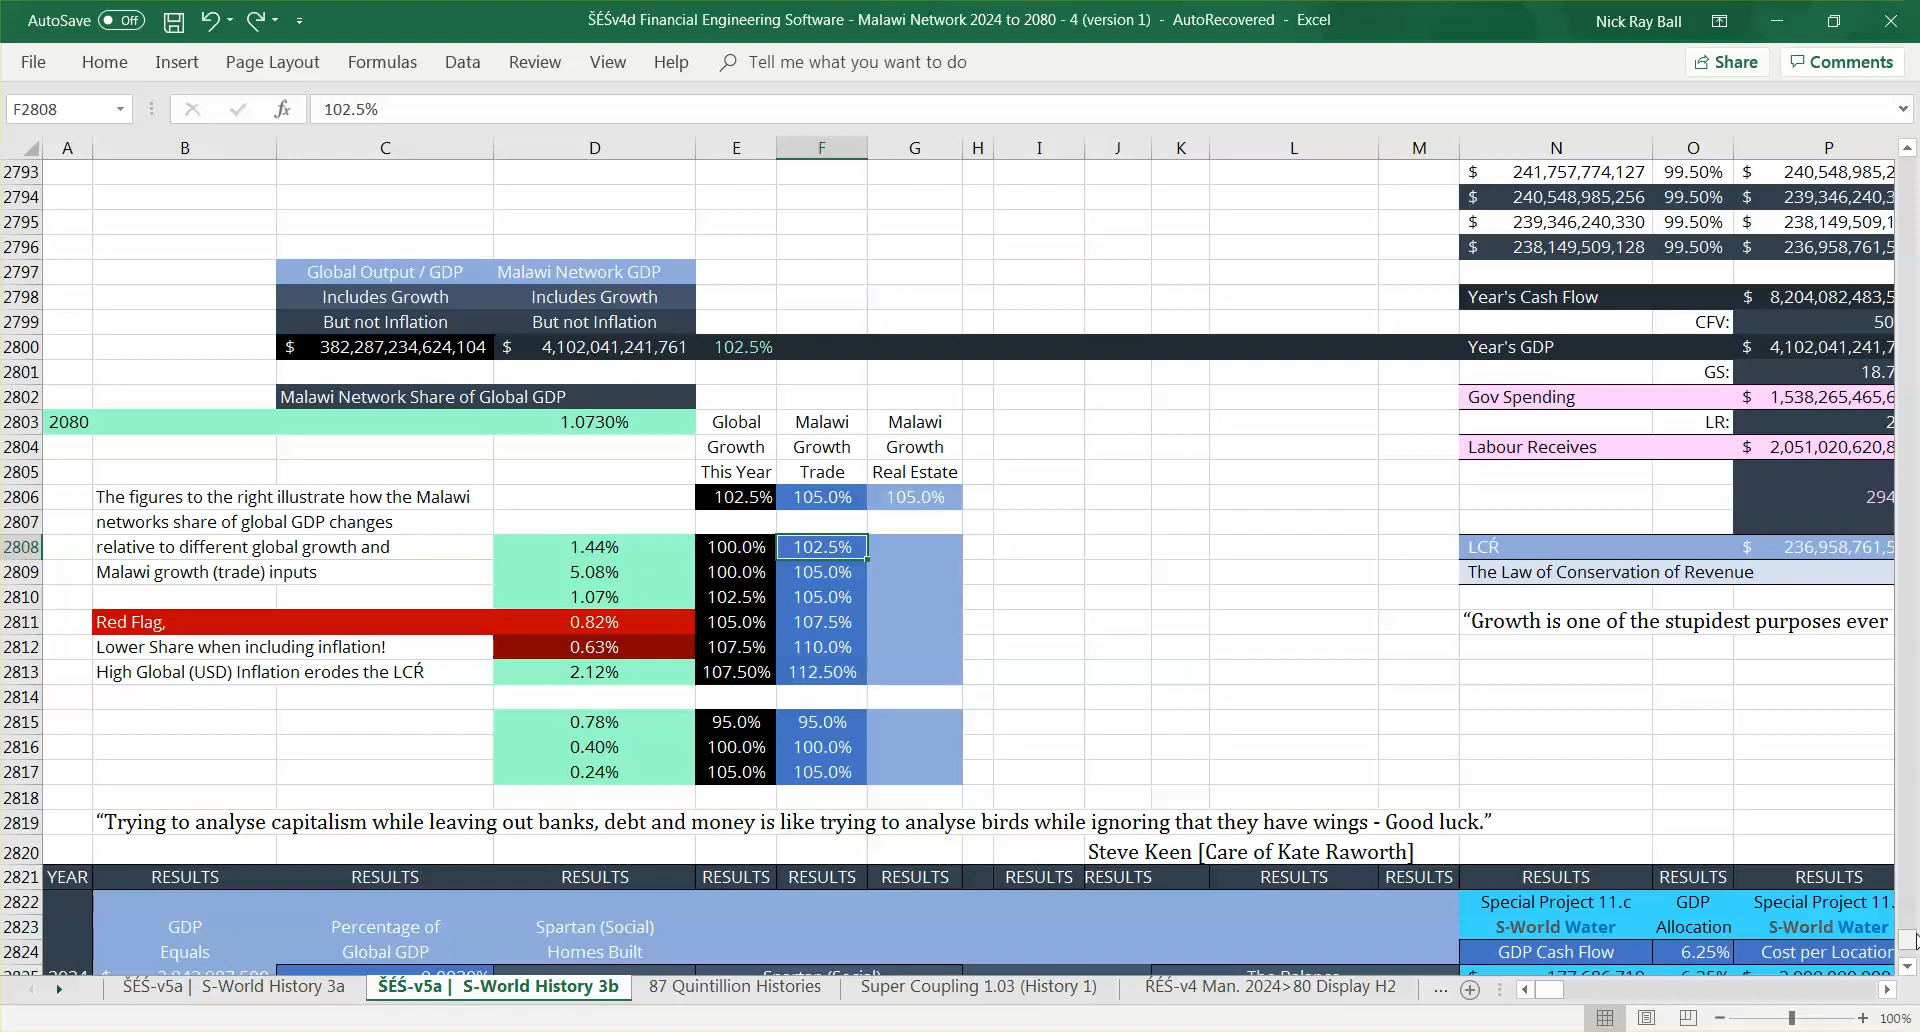 AutoSave Off ŠÉŚv4d Financial Engineering Software - Malawi Network 2024 to 2080 - 4 (version 1) - AutoRecovered - Excel Nick Ray Ball
File Home Insert Page Layout Formulas Data Review View Help Tell me what you want to do Share Comments
F2808 fx 102.5%
A B C D E F G H I J K L M N O P
2793 $ 241,757,774,127 99.50% $ 240,548,985,2
2794 $ 240,548,985,256 99.50% $ 239,346,240,3
2795 $ 239,346,240,330 99.50% $ 238,149,509,1
2796 $ 238,149,509,128 99.50% $ 236,958,761,5
2797 Global Output / GDP Malawi Network GDP
2798 Includes Growth Includes Growth Year's Cash Flow $ 8,204,082,483,5
2799 But not Inflation But not Inflation CFV: 50
2800 $ 382,287,234,624,104 $ 4,102,041,241,761 102.5% Year's GDP $ 4,102,041,241,7
2801 GS: 18.7
2802 Malawi Network Share of Global GDP Gov Spending $ 1,538,265,465,6
2803 2080 1.0730% Global Malawi Malawi LR: 2
2804 Growth Growth Growth Labour Receives $ 2,051,020,620,8
2805 This Year Trade Real Estate
2806 The figures to the right illustrate how the Malawi 102.5% 105.0% 105.0% 294
2807 networks share of global GDP changes
2808 relative to different global growth and 1.44% 100.0% 102.5% LCŔ $ 236,958,761,5
2809 Malawi growth (trade) inputs 5.08% 100.0% 105.0% The Law of Conservation of Revenue
2810 1.07% 102.5% 105.0%
2811 Red Flag, 0.82% 105.0% 107.5% “Growth is one of the stupidest purposes ever
2812 Lower Share when including inflation! 0.63% 107.5% 110.0%
2813 High Global (USD) Inflation erodes the LCŔ 2.12% 107.50% 112.50%
2814
2815 0.78% 95.0% 95.0%
2816 0.40% 100.0% 100.0%
2817 0.24% 105.0% 105.0%
2818
2819 “Trying to analyse capitalism while leaving out banks, debt and money is like trying to analyse birds while ignoring that they have wings - Good luck.”
2820 Steve Keen [Care of Kate Raworth]
2821 YEAR RESULTS RESULTS RESULTS RESULTS RESULTS RESULTS RESULTS RESULTS RESULTS RESULTS RESULTS RESULTS RESULTS
2822 Special Project 11.c GDP Special Project 11.
2823 GDP Percentage of Spartan (Social) S-World Water Allocation S-World Water
2824 Equals Global GDP Homes Built GDP Cash Flow 6.25% Cost per Location
ŠÉŚ-v5a | S-World History 3a ŠÉŚ-v5a | S-World History 3b 87 Quintillion Histories Super Coupling 1.03 (History 1) ŔÉŚ-v4 Man. 2024>80 Display H2 ...
100%